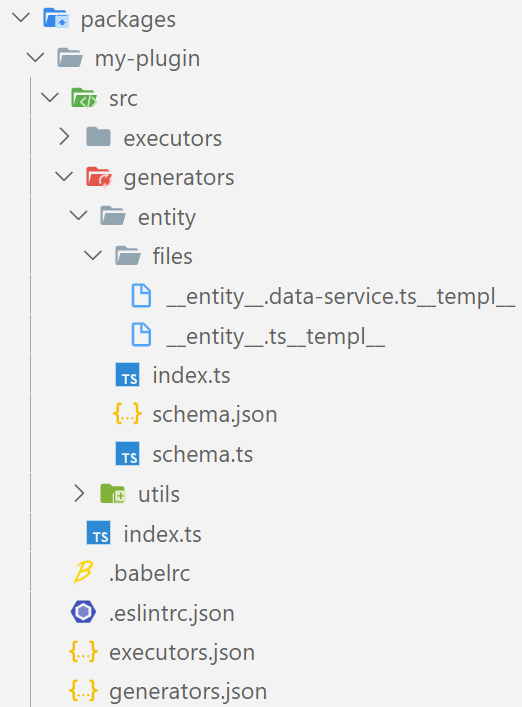 packages
my-plugin
src
executors
generators
entity
files
__entity__.data-service.ts__templ__
__entity__.ts__templ__
TS index.ts
{..} schema.json
TS schema.ts
utils
TS index.ts
B .babelrc
.eslintrc.json
{..} executors.json
{..} generators.json